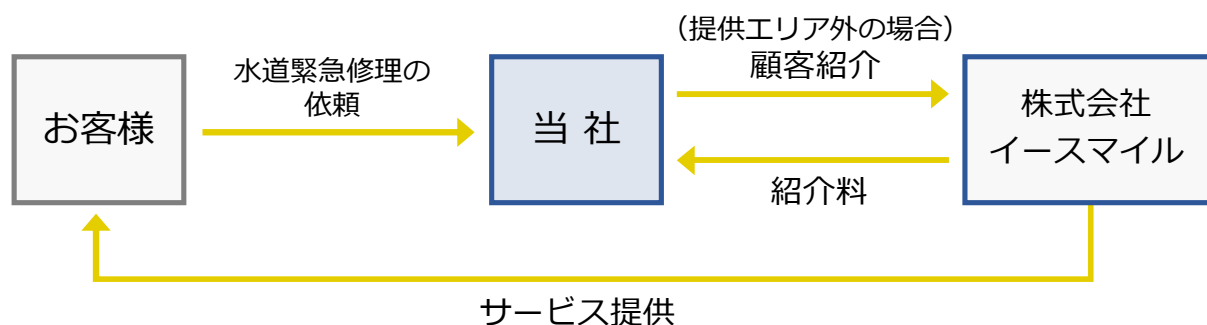 お客様
水道緊急修理の
依頼
当 社
（提供エリア外の場合）
顧客紹介
紹介料
株式会社
イースマイル
サービス提供